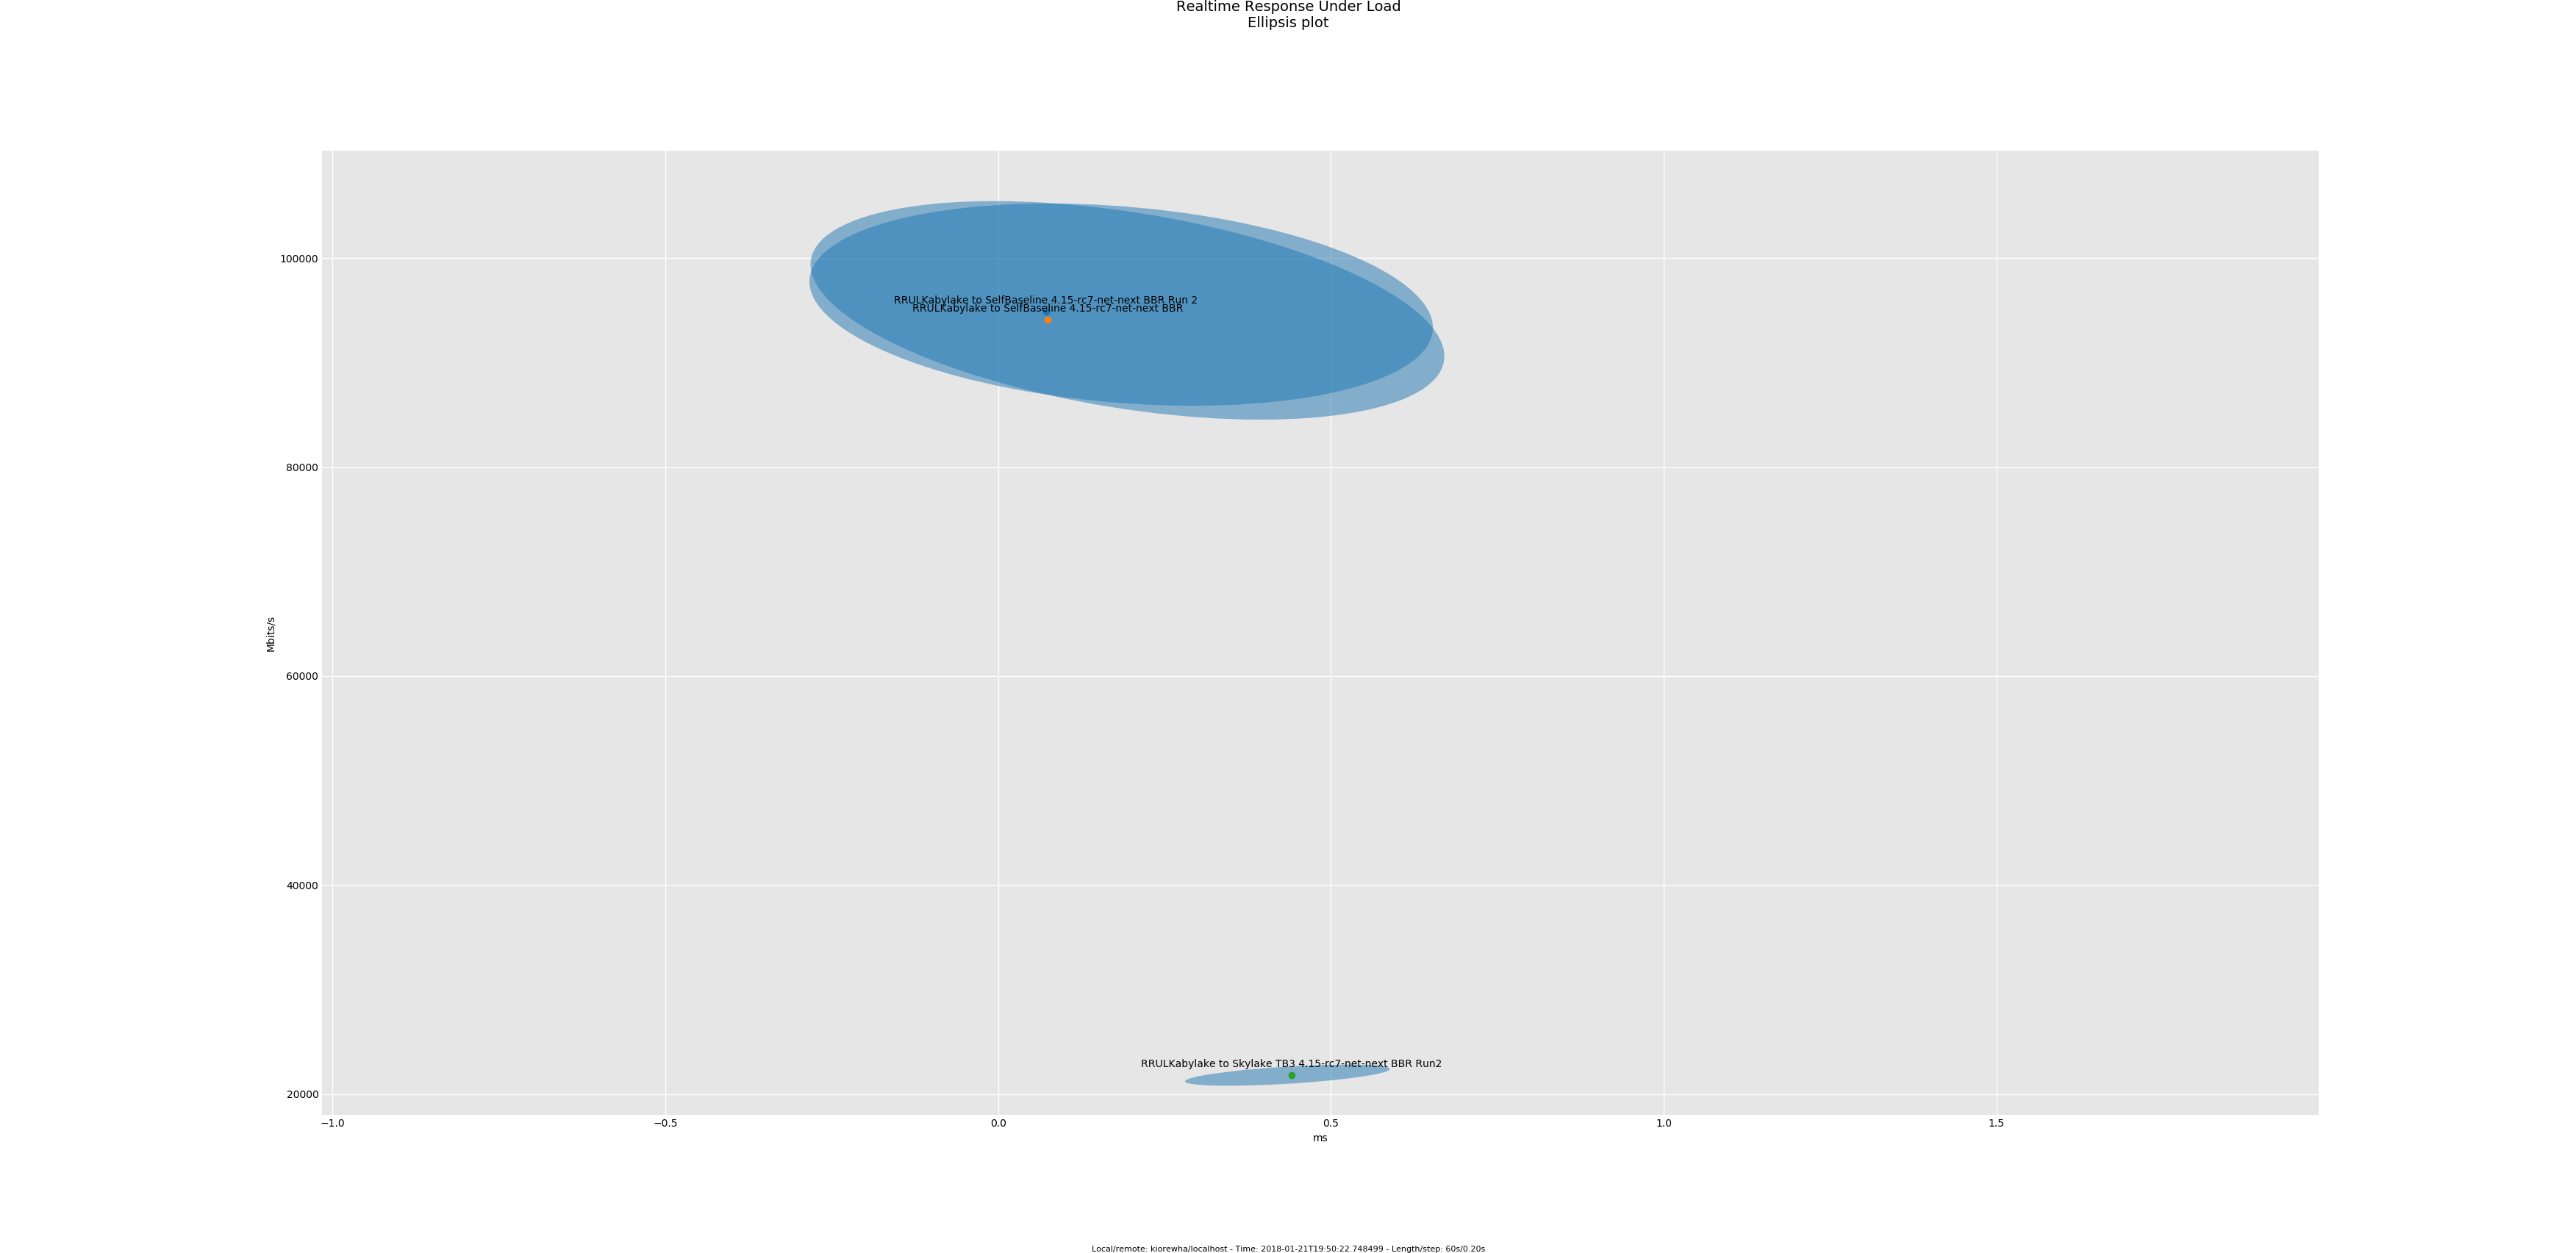 Realtime Response Under Load
Ellipsis plot
100000
RRULKabylake to SelfBaseline 4.15-rc7-net-next BBR Run 2
RRULKabylake to SelfBaseline 4.15-rc7-net-next BBR
80000
Mbits/s
60000
40000
RRULKabylake to Skylake TB3 4.15-rc7-net-next BBR Run2
20000
−1.0 −0.5 0.0 0.5 1.0 1.5
ms
Local/remote: kiorewha/localhost - Time: 2018-01-21T19:50:22.748499 - Length/step: 60s/0.20s